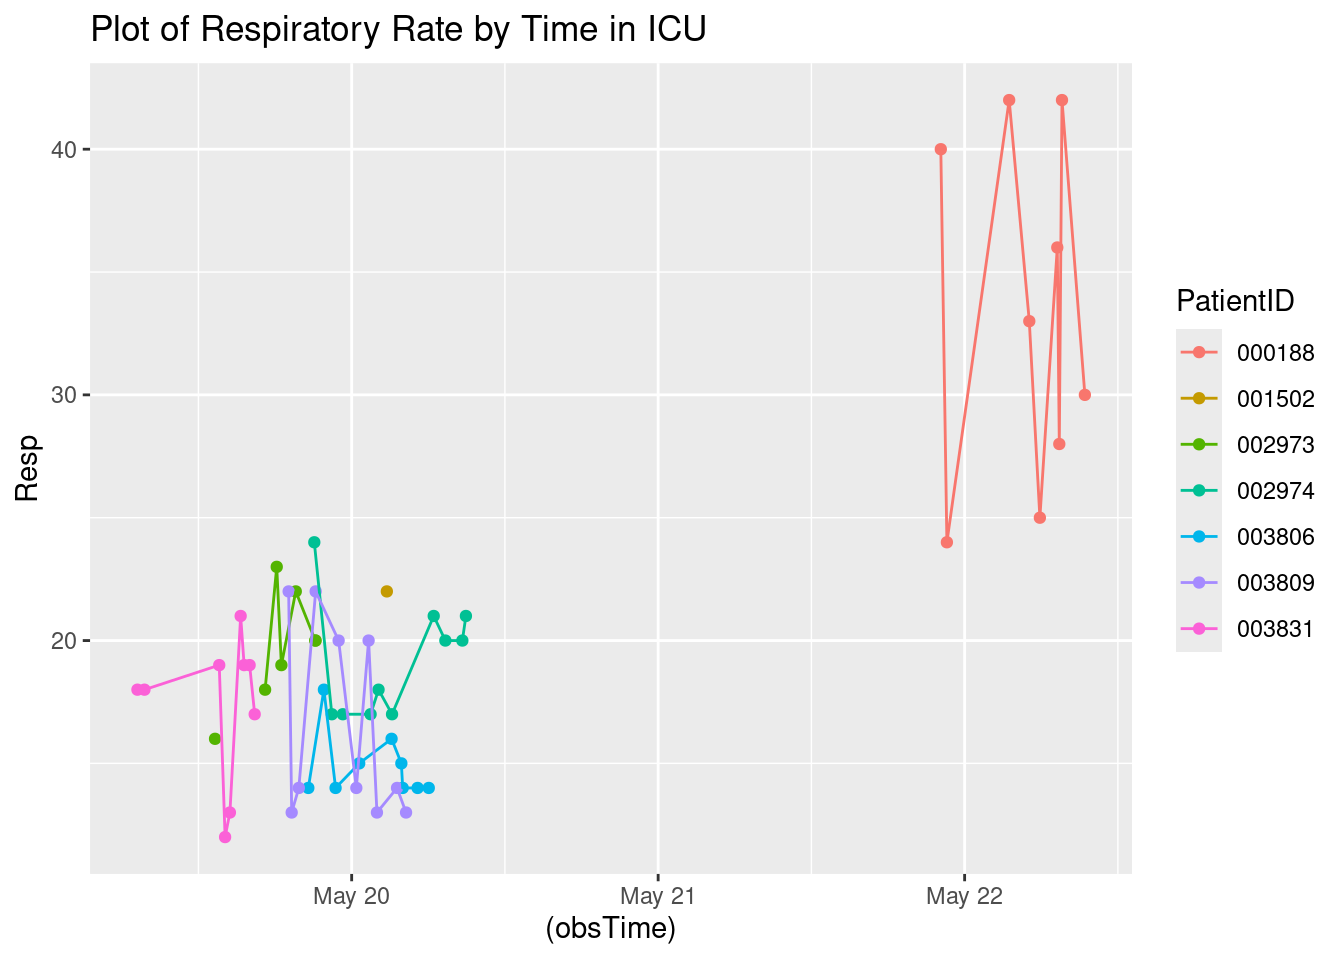 Plot of Respiratory Rate by Time in ICU
40
30
20
Resp
May 20
May 21
May 22
(obsTime)
PatientID
000188
001502
002973
002974
003806
003809
003831